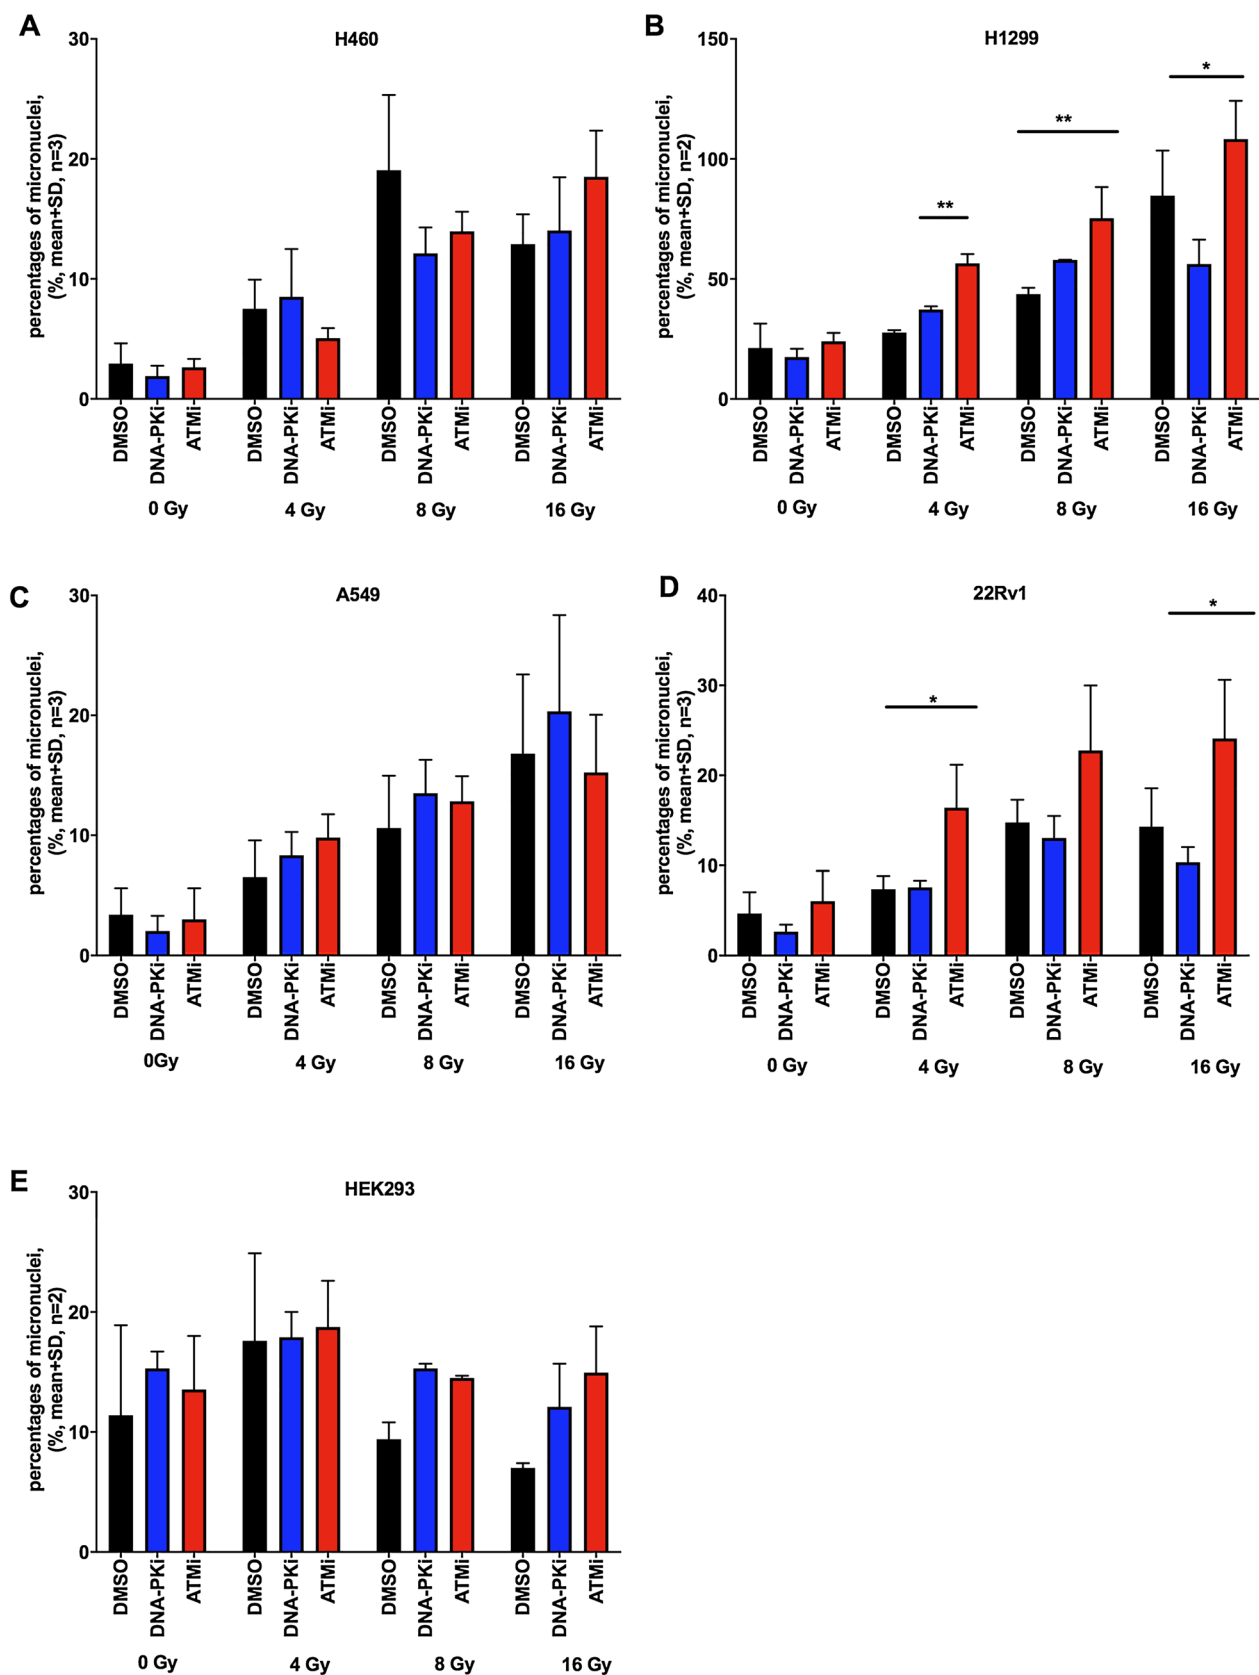 A
H460
percentages of micronuclei,
(%, mean+SD, n=3)
30
20
10
0
DMSO
DNA-PKi
ATMi
DMSO
DNA-PKi
ATMi
DMSO
DNA-PKi
ATMi
DMSO
DNA-PKi
ATMi
0 Gy
4 Gy
8 Gy
16 Gy
B
H1299
percentages of micronuclei,
(%, mean+SD, n=2)
150
100
50
0
**
**
*
DMSO
DNA-PKi
ATMi
DMSO
DNA-PKi
ATMi
DMSO
DNA-PKi
ATMi
DMSO
DNA-PKi
ATMi
0 Gy
4 Gy
8 Gy
16 Gy
C
A549
percentages of micronuclei,
(%, mean+SD, n=3)
30
20
10
0
DMSO
DNA-PKi
ATMi
DMSO
DNA-PKi
ATMi
DMSO
DNA-PKi
ATMi
DMSO
DNA-PKi
ATMi
0Gy
4 Gy
8 Gy
16 Gy
D
22Rv1
percentages of micronuclei,
(%, mean+SD, n=3)
40
30
20
10
0
*
*
DMSO
DNA-PKi
ATMi
DMSO
DNA-PKi
ATMi
DMSO
DNA-PKi
ATMi
DMSO
DNA-PKi
ATMi
0 Gy
4 Gy
8 Gy
16 Gy
E
HEK293
percentages of micronuclei,
(%, mean+SD, n=2)
30
20
10
0
DMSO
DNA-PKi
ATMi
DMSO
DNA-PKi
ATMi
DMSO
DNA-PKi
ATMi
DMSO
DNA-PKi
ATMi
0 Gy
4 Gy
8 Gy
16 Gy